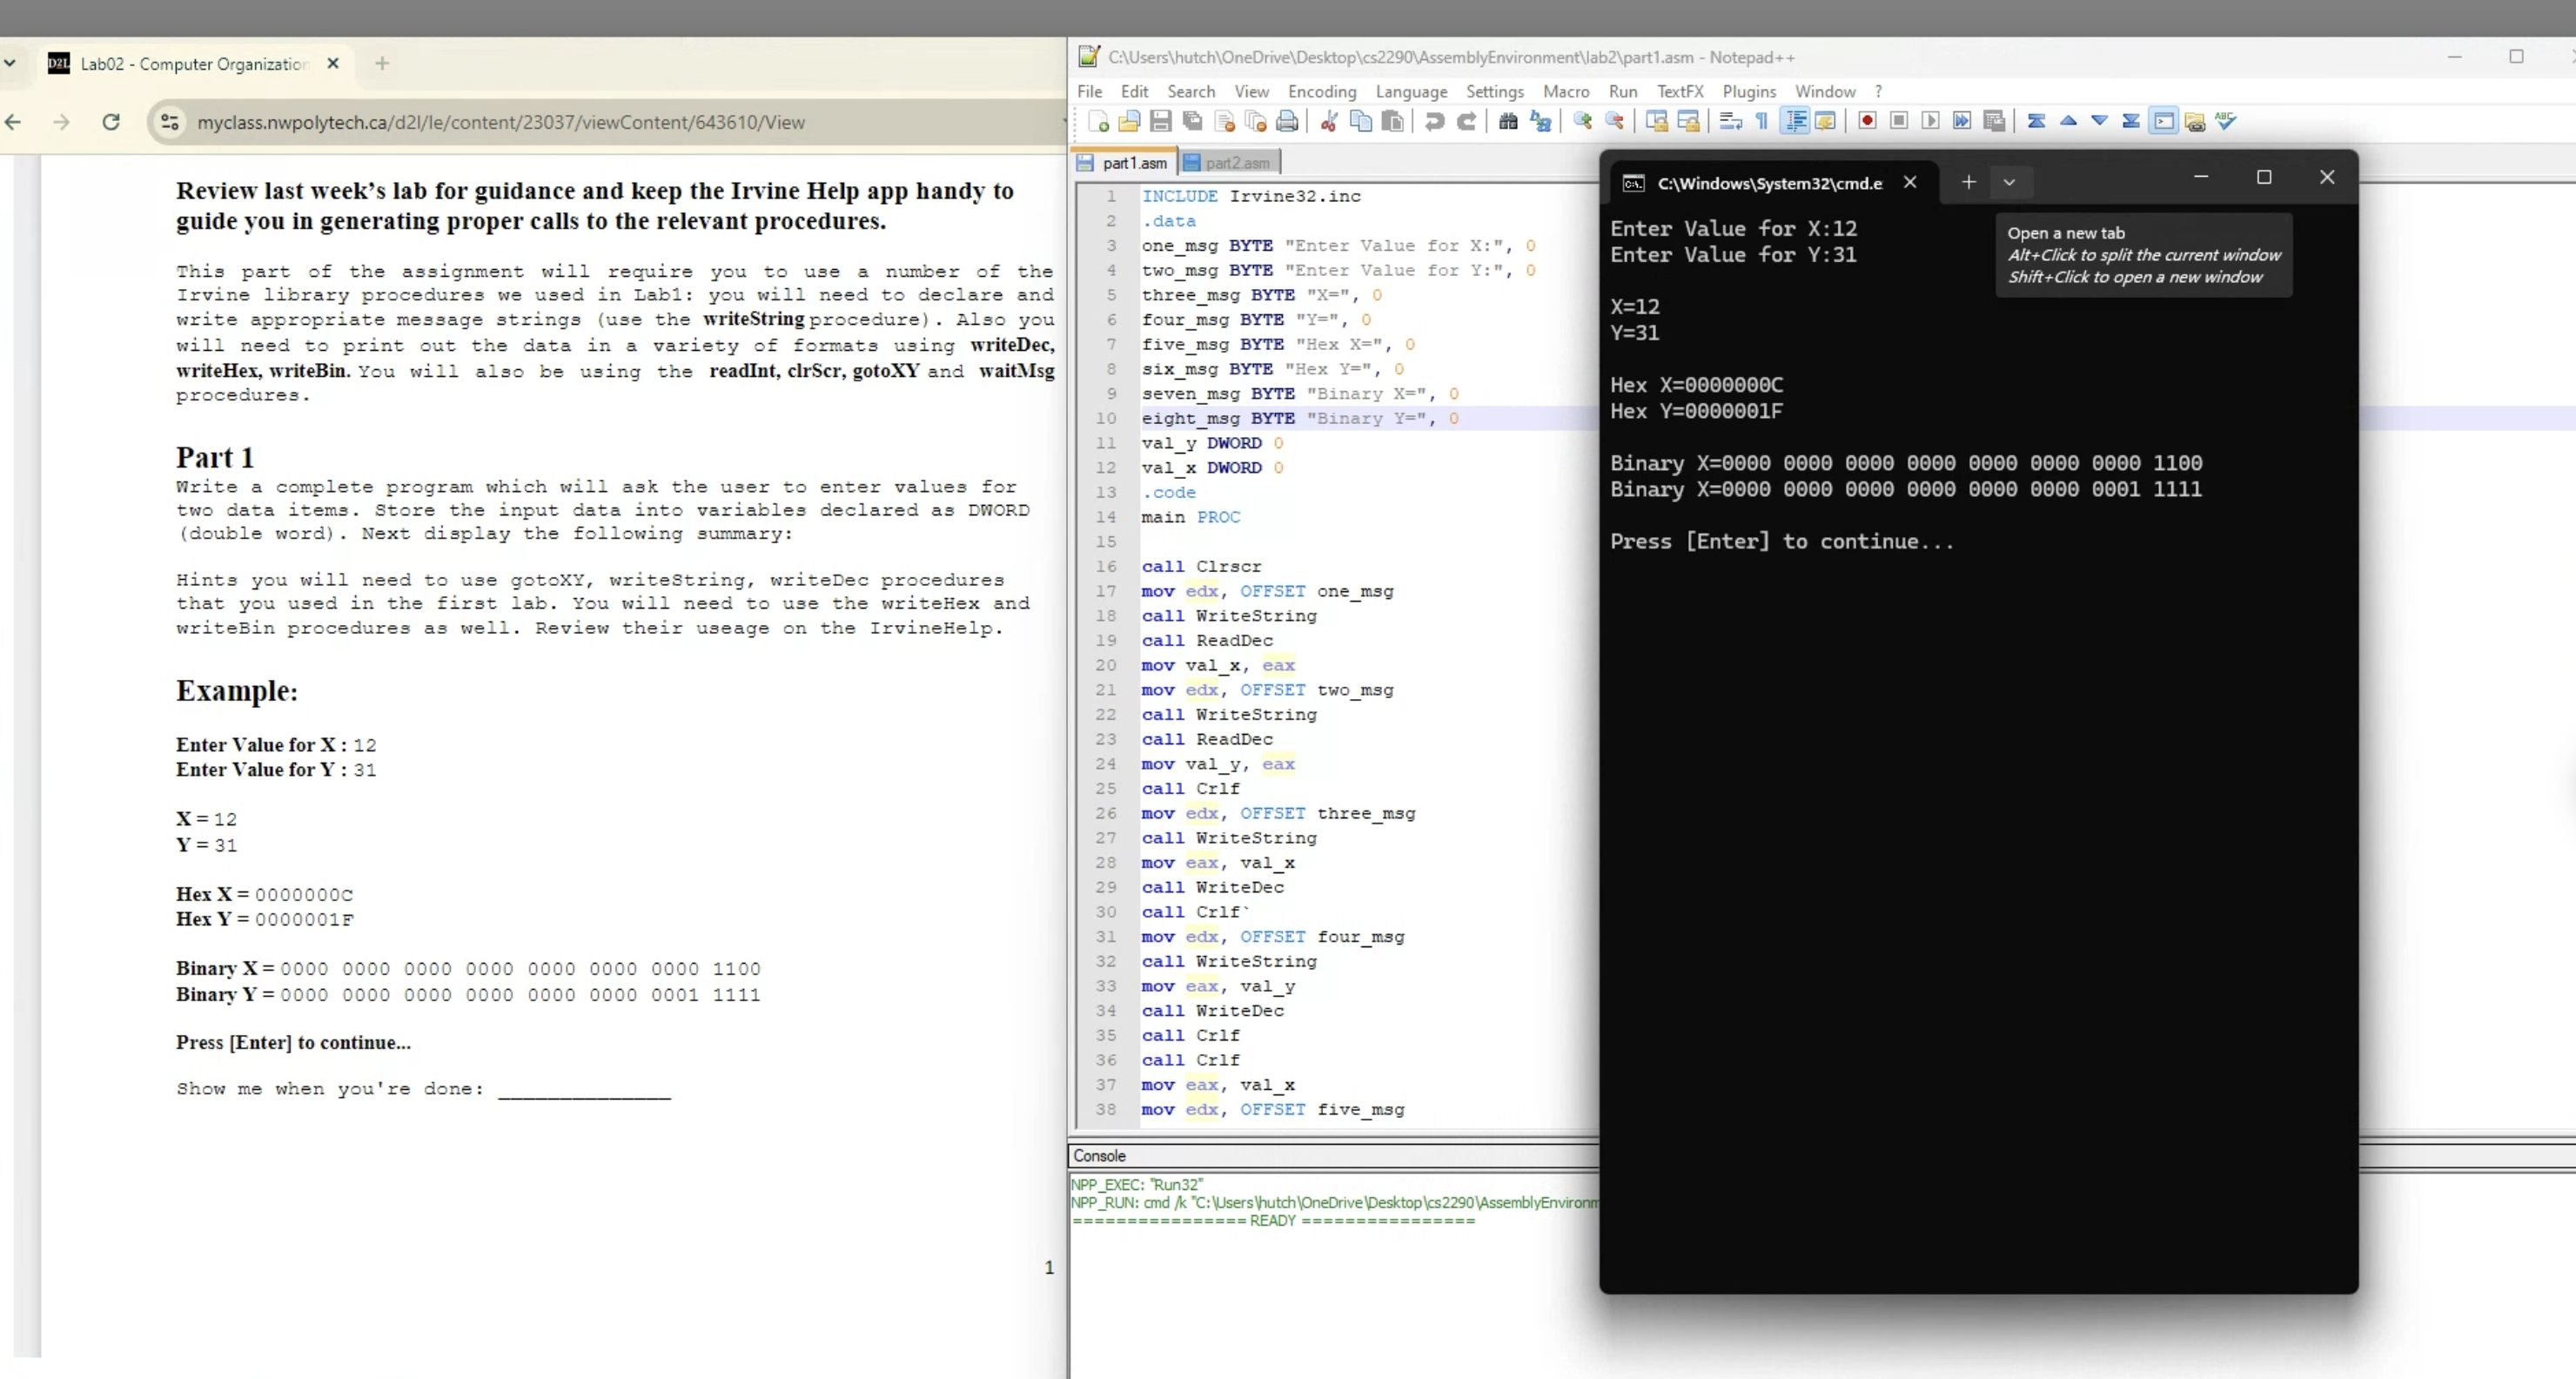 Lab02 - Computer Organization
myclass.nwpolytech.ca/d2l/le/content/23037/viewContent/643610/View
Review last week's lab for guidance and keep the Irvine Help app handy to
guide you in generating proper calls to the relevant procedures.
This part of the assignment will require you to use a number of the
Irvine library procedures we used in Lab1: you will need to declare and
write appropriate message strings (use the writeString procedure). Also you
will need to print out the data in a variety of formats using writeDec,
writeHex, writeBin. You will also be using the readInt, clrScr, gotoXY and waitMsg
procedures.
Part 1
Write a complete program which will ask the user to enter values for
two data items. Store the input data into variables declared as DWORD
(double word). Next display the following summary:
Hints you will need to use gotoXY, writeString, writeDec procedures
that you used in the first lab. You will need to use the writeHex and
writeBin procedures as well. Review their useage on the IrvineHelp.
Example:
Enter Value for X : 12
Enter Value for Y : 31
X = 12
Y = 31
Hex X = 0000000C
Hex Y = 0000001F
Binary X = 0000 0000 0000 0000 0000 0000 0000 1100
Binary Y = 0000 0000 0000 0000 0000 0000 0001 1111
Press [Enter] to continue...
Show me when you're done: ______________
1
C:\Users\hutch\OneDrive\Desktop\cs2290\AssemblyEnvironment\lab2\part1.asm - Notepad++
File Edit Search View Encoding Language Settings Macro Run TextFX Plugins Window ?
part1.asm part2.asm
1 INCLUDE Irvine32.inc
2 .data
3 one_msg BYTE "Enter Value for X:", 0
4 two_msg BYTE "Enter Value for Y:", 0
5 three_msg BYTE "X=", 0
6 four_msg BYTE "Y=", 0
7 five_msg BYTE "Hex X=", 0
8 six_msg BYTE "Hex Y=", 0
9 seven_msg BYTE "Binary X=", 0
10 eight_msg BYTE "Binary Y=", 0
11 val_y DWORD 0
12 val_x DWORD 0
13 .code
14 main PROC
15
16 call Clrscr
17 mov edx, OFFSET one_msg
18 call WriteString
19 call ReadDec
20 mov val_x, eax
21 mov edx, OFFSET two_msg
22 call WriteString
23 call ReadDec
24 mov val_y, eax
25 call Crlf
26 mov edx, OFFSET three_msg
27 call WriteString
28 mov eax, val_x
29 call WriteDec
30 call Crlf`
31 mov edx, OFFSET four_msg
32 call WriteString
33 mov eax, val_y
34 call WriteDec
35 call Crlf
36 call Crlf
37 mov eax, val_x
38 mov edx, OFFSET five_msg
Console
NPP_EXEC: "Run32"
NPP_RUN: cmd /k "C:\Users\hutch\OneDrive\Desktop\cs2290\AssemblyEnvironm
================ READY ================
C:\Windows\System32\cmd.e
Open a new tab
Alt+Click to split the current window
Shift+Click to open a new window
Enter Value for X:12
Enter Value for Y:31
X=12
Y=31
Hex X=0000000C
Hex Y=0000001F
Binary X=0000 0000 0000 0000 0000 0000 0000 1100
Binary X=0000 0000 0000 0000 0000 0000 0001 1111
Press [Enter] to continue...